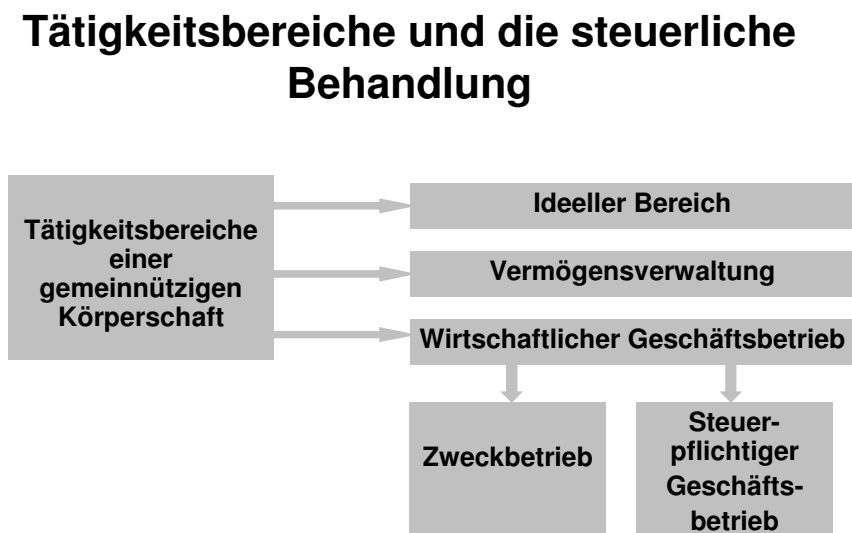 Tätigkeitsbereiche und die steuerliche
Behandlung
Tätigkeitsbereiche
einer
gemeinnützigen
Körperschaft
Ideeller Bereich
Vermögensverwaltung
Wirtschaftlicher Geschäftsbetrieb
Zweckbetrieb
Steuer-
pflichtiger
Geschäfts-
betrieb